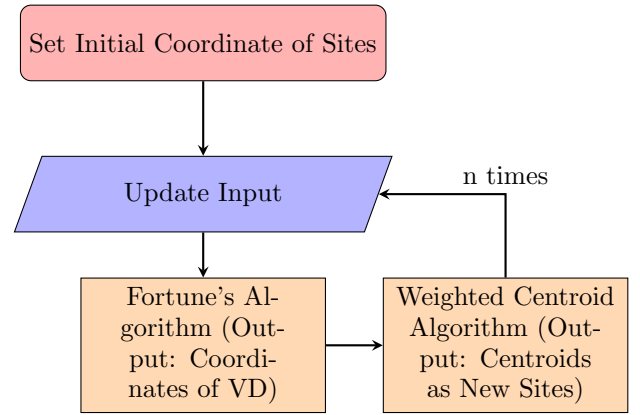 Set Initial Coordinate of Sites
Update Input
n times
Fortune's Al-
gorithm (Out-
put: Coordi-
nates of VD)
Weighted Centroid
Algorithm (Out-
put: Centroids
as New Sites)